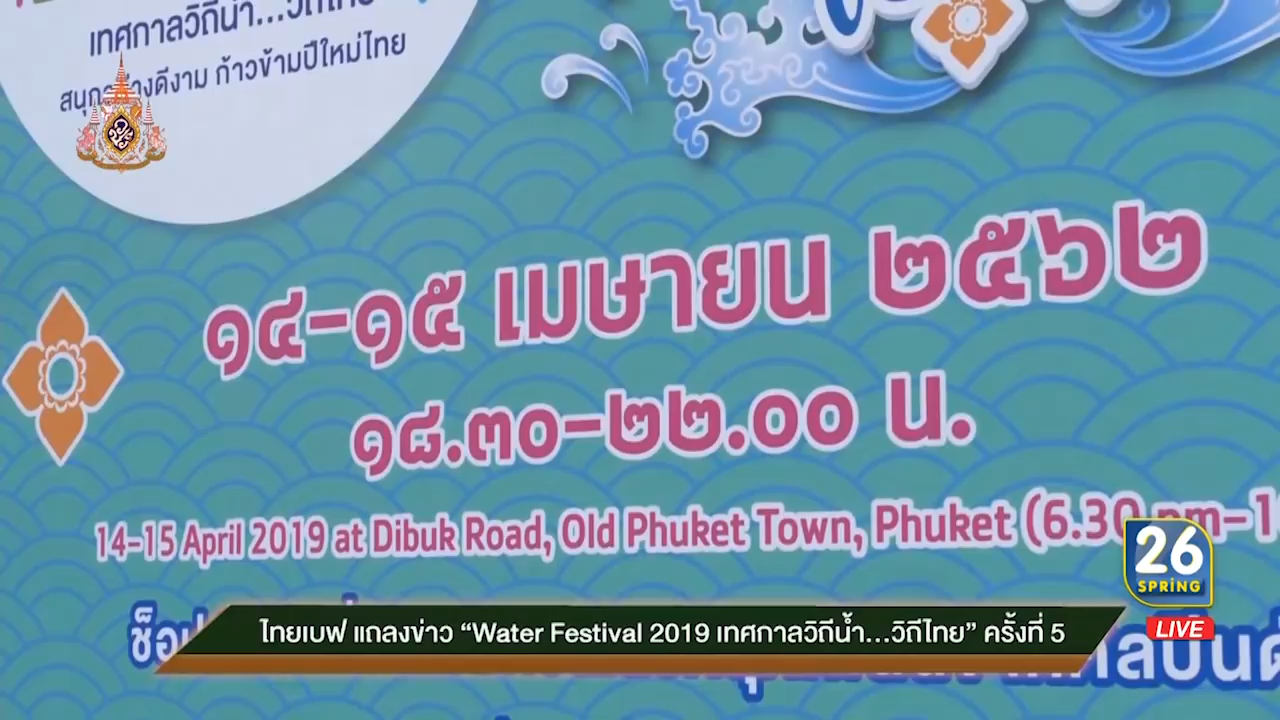 เทศกาลวิถีน้ำ...วิถีไทย
ก้าวข้ามปีใหม่ไทย
๑๔-๑๕ เมษายน ๒๕๖๒
๑๘.๓๐-๒๒.๐๐ น.
14-15 April 2019 at Dibuk Road, Old Phuket Town, Phuket (6.30 pm-1
26
SPRiNG
LIVE
ไทยเบฟ แถลงข่าว “Water Festival 2019 เทศกาลวิถีน้ำ...วิถีไทย” ครั้งที่ 5